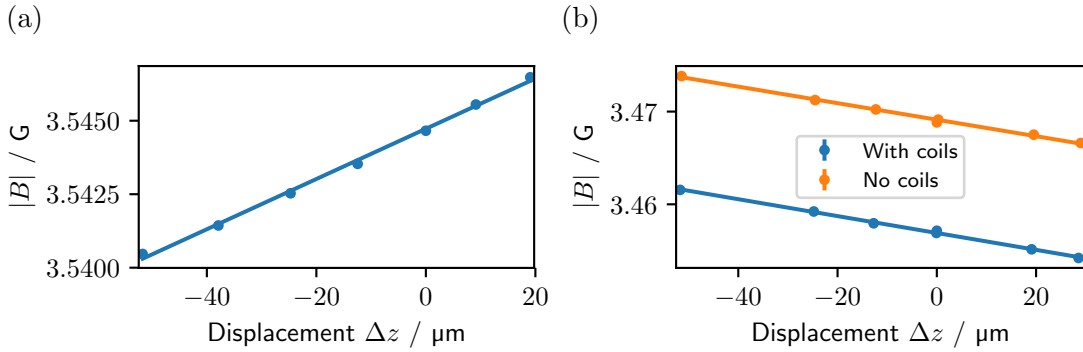 (a)
|B| / G
3.5450
3.5425
3.5400
−40
−20
0
20
Displacement Δz / µm
(b)
|B| / G
3.47
3.46
With coils
No coils
−40
−20
0
20
Displacement Δz / µm